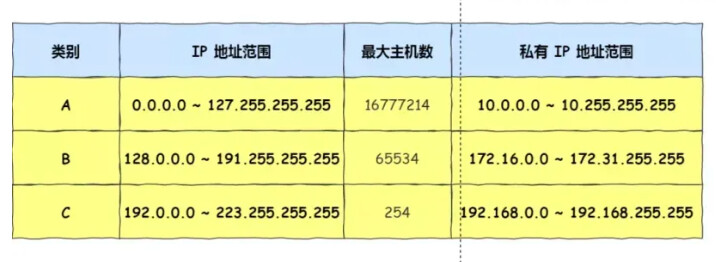 类别 IP 地址范围 最大主机数 私有 IP 地址范围
A 0.0.0.0 ~ 127.255.255.255 16777214 10.0.0.0 ~ 10.255.255.255
B 128.0.0.0 ~ 191.255.255.255 65534 172.16.0.0 ~ 172.31.255.255
C 192.0.0.0 ~ 223.255.255.255 254 192.168.0.0 ~ 192.168.255.255